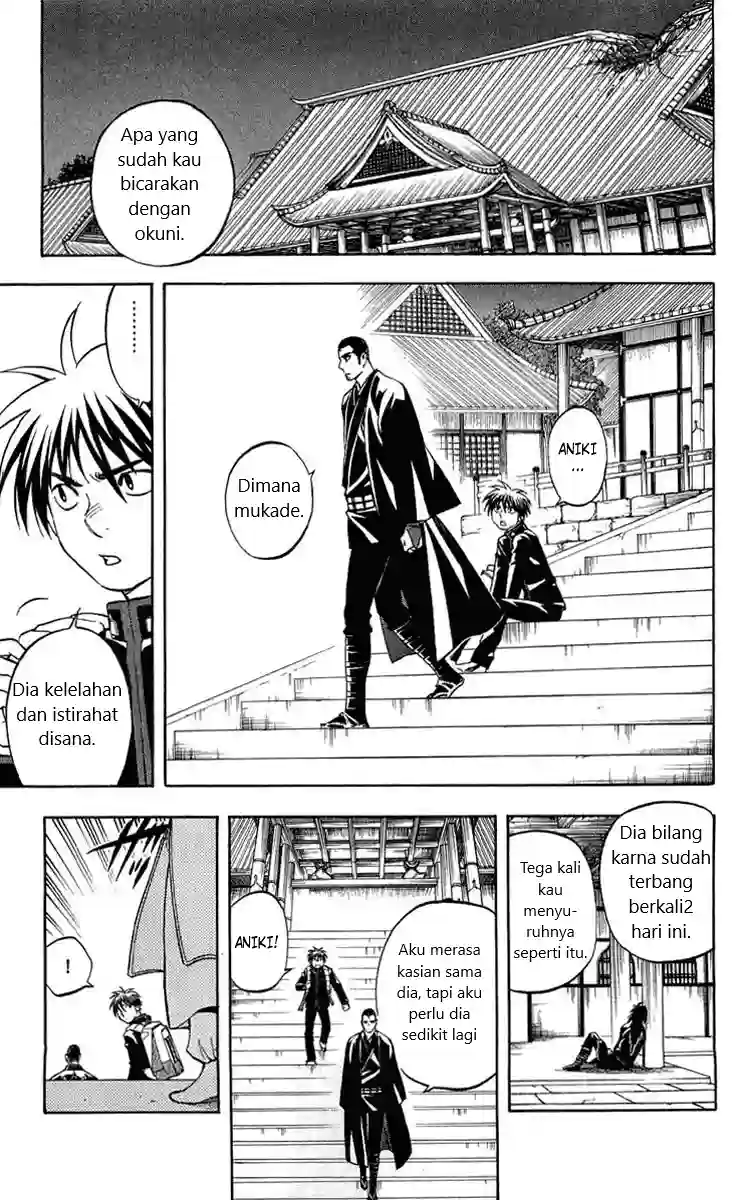 Apa yang
sudah kau
bicarakan
dengan
okuni.
ANIKI
...
Dimana
mukade.
.........
Dia kelelahan
dan istirahat
disana.
Dia bilang
karna sudah
terbang
berkali2
hari ini.
Tega kali
kau
menyu-
ruhnya
seperti itu.
Aku merasa
kasian sama
dia, tapi aku
perlu dia
sedikit lagi
ANIKI!
!